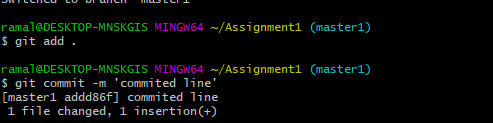 Switched to branch 'master1'
ramal@DESKTOP-MNSKGIS MINGW64 ~/Assignment1 (master1)
$ git add .
ramal@DESKTOP-MNSKGIS MINGW64 ~/Assignment1 (master1)
$ git commit -m 'commited line'
[master1 addd86f] commited line
1 file changed, 1 insertion(+)